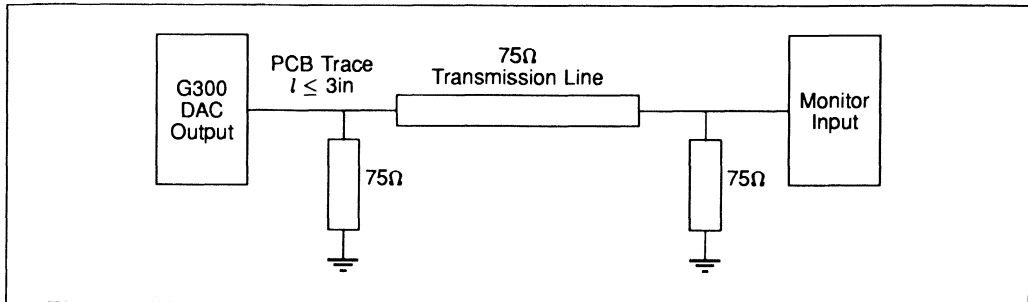 G300
DAC
Output
PCB Trace
l ≤ 3in
75Ω
Transmission Line
Monitor
Input
75Ω
75Ω